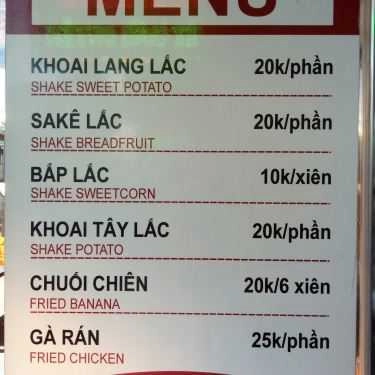 MENU
KHOAI LANG LẮC 20k/phần
SHAKE SWEET POTATO
SAKÊ LẮC 20k/phần
SHAKE BREADFRUIT
BẮP LẮC 10k/xiên
SHAKE SWEETCORN
KHOAI TÂY LẮC 20k/phần
SHAKE POTATO
CHUỐI CHIÊN 20k/6 xiên
FRIED BANANA
GÀ RÁN 25k/phần
FRIED CHICKEN